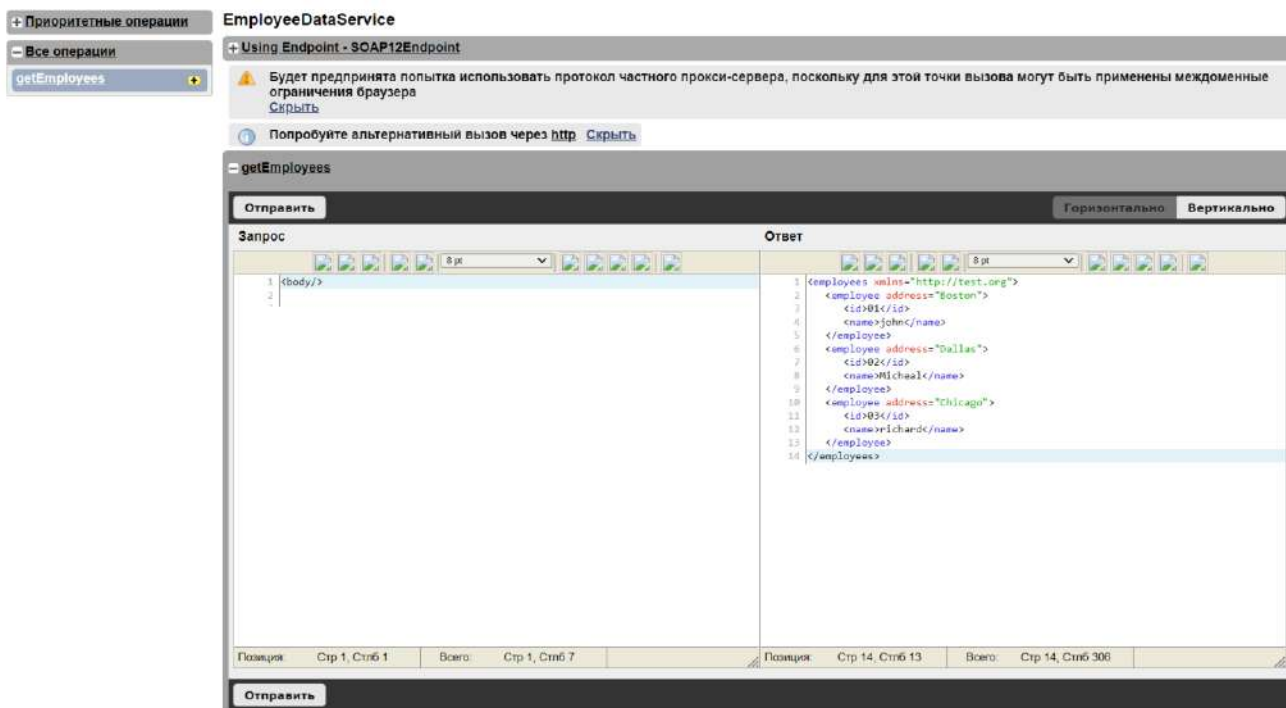 Приоритетные операции
Все операции
getEmployees
EmployeeDataService
Using Endpoint - SOAP12Endpoint
Будет предпринята попытка использовать протокол частного прокси-сервера, поскольку для этой точки вызова могут быть применены междоменные
ограничения браузера
Скрыть
Попробуйте альтернативный вызов через http Скрыть
getEmployees
Отправить
Горизонтально Вертикально
Запрос
8 pt
1 <body/>
2
Позиция: Стр 1, Стлб 1 Всего: Стр 1, Стлб 7
Ответ
8 pt
1 <employees xmlns="http://test.org">
2 <employee address="Boston">
3 <id>01</id>
4 <name>john</name>
5 </employee>
6 <employee address="Dallas">
7 <id>02</id>
8 <name>Micheal</name>
9 </employee>
10 <employee address="Chicago">
11 <id>03</id>
12 <name>richard</name>
13 </employee>
14 </employees>
Позиция: Стр 14, Стлб 13 Всего: Стр 14, Стлб 306
Отправить